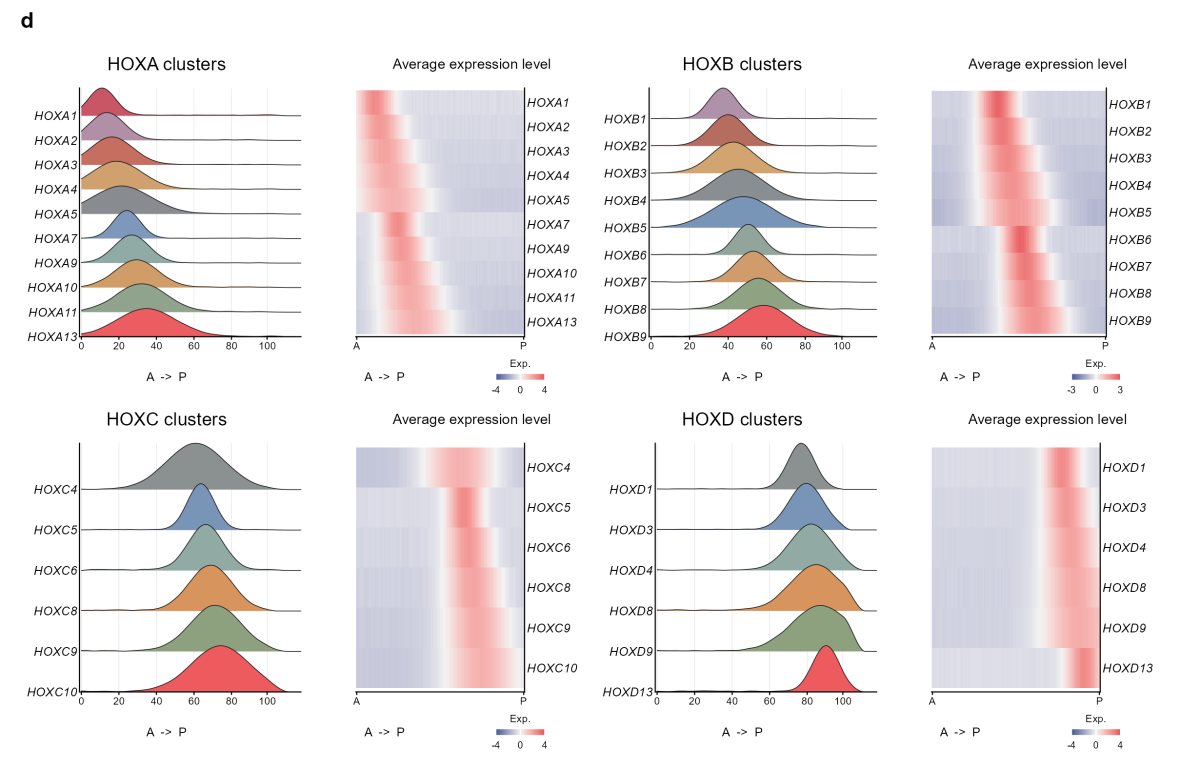 d
HOXA clusters
Average expression level
HOXB clusters
Average expression level
HOXA1
HOXA2
HOXA3
HOXA4
HOXA5
HOXA7
HOXA9
HOXA10
HOXA11
HOXA13
0 20 40 60 80 100
A -> P
HOXA1
HOXA2
HOXA3
HOXA4
HOXA5
HOXA7
HOXA9
HOXA10
HOXA11
HOXA13
A P
Exp.
A -> P
-4 0 4
HOXB1
HOXB2
HOXB3
HOXB4
HOXB5
HOXB6
HOXB7
HOXB8
HOXB9
0 20 40 60 80 100
A -> P
HOXB1
HOXB2
HOXB3
HOXB4
HOXB5
HOXB6
HOXB7
HOXB8
HOXB9
A P
Exp.
A -> P
-3 0 3
HOXC clusters
Average expression level
HOXD clusters
Average expression level
HOXC4
HOXC5
HOXC6
HOXC8
HOXC9
HOXC10
0 20 40 60 80 100
A -> P
HOXC4
HOXC5
HOXC6
HOXC8
HOXC9
HOXC10
A P
Exp.
A -> P
-4 0 4
HOXD1
HOXD3
HOXD4
HOXD8
HOXD9
HOXD13
0 20 40 60 80 100
A -> P
HOXD1
HOXD3
HOXD4
HOXD8
HOXD9
HOXD13
A P
Exp.
A -> P
-4 0 4